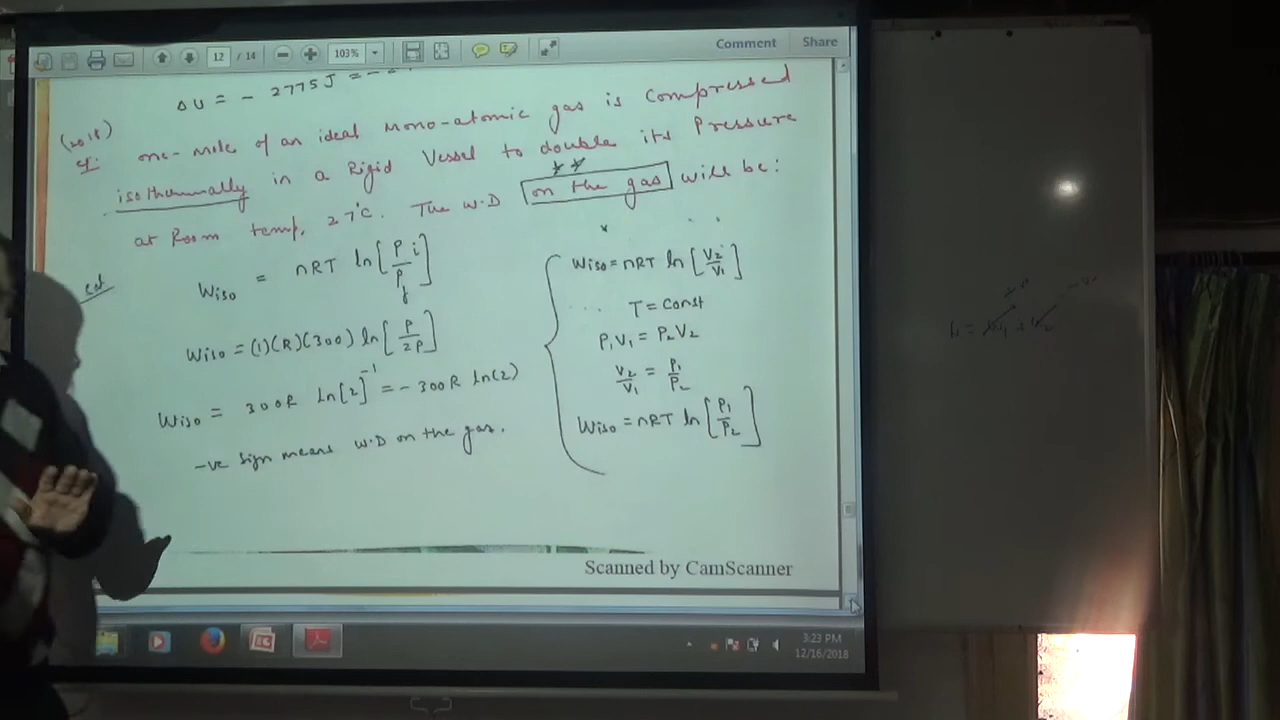 12 / 14
103%
Comment
Share
ΔU = - 2775J =
(2018)
Q: One-mole of an ideal Mono-atomic gas is Compressed
isothermally in a Rigid Vessel to double its Pressure
at Room temp, 27°C. The W.D on the gas will be:
Wiso = nRT ln[Pi/Pf]
Wiso = (1)(R)(300) ln[P/2P]
Wiso = 300R ln[2]⁻¹ = - 300R ln(2)
-ve sign means W.D on the gas.
Wiso = nRT ln[V2/V1]
T = Const
P1V1 = P2V2
V2/V1 = P1/P2
Wiso = nRT ln[P1/P2]
Scanned by CamScanner
3:23 PM
12/16/2018